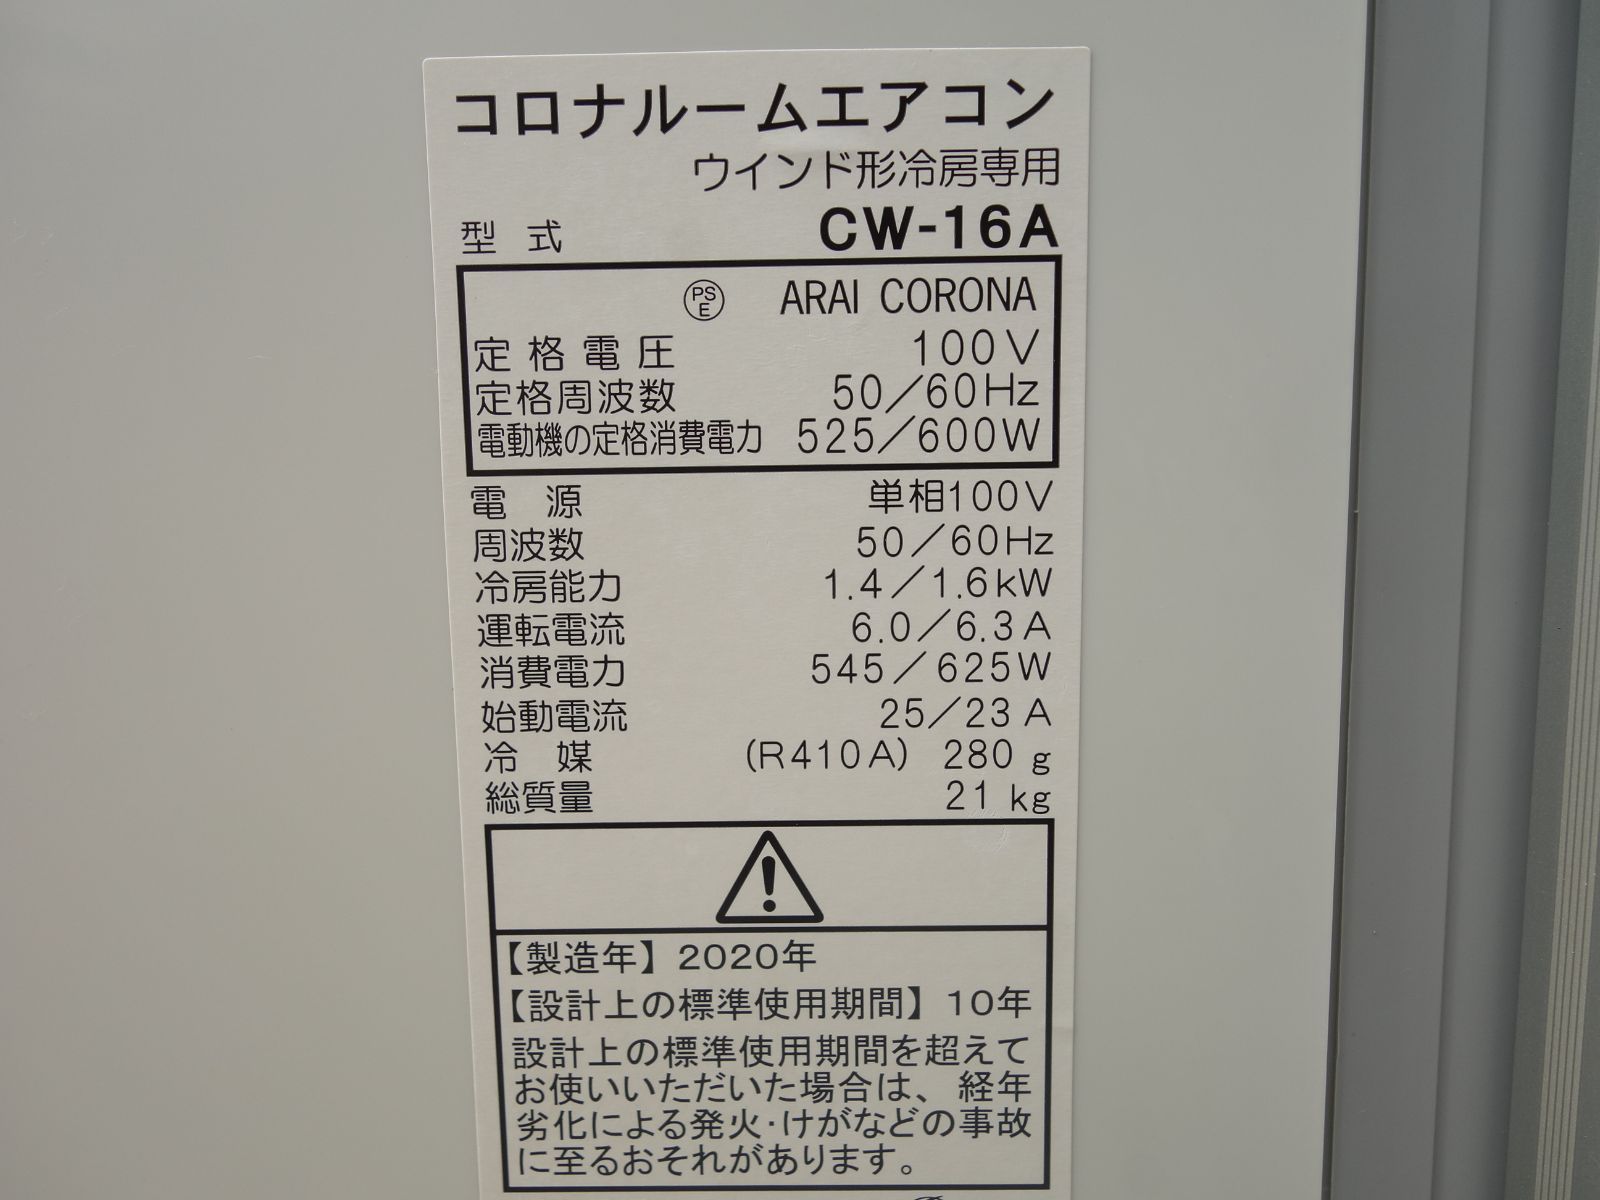 コロナルームエアコン
ウインド形冷房専用
型式 CW-16A
PSE ARAI CORONA
定格電圧 100V
定格周波数 50/60Hz
電動機の定格消費電力 525/600W
電源 単相100V
周波数 50/60Hz
冷房能力 1.4/1.6kW
運転電流 6.0/6.3A
消費電力 545/625W
始動電流 25/23A
冷媒 (R410A) 280g
総質量 21kg
【製造年】2020年
【設計上の標準使用期間】10年
設計上の標準使用期間を超えて
お使いいただいた場合は、経年
劣化による発火･けがなどの事故
に至るおそれがあります。